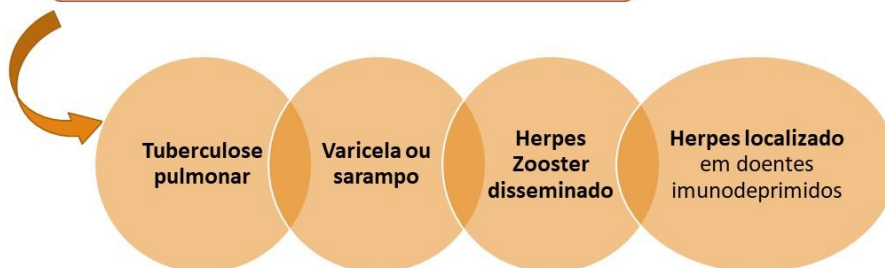 Tuberculose
pulmonar
Varicela ou
sarampo
Herpes
Zooster
disseminado
Herpes localizado
em doentes
imunodeprimidos